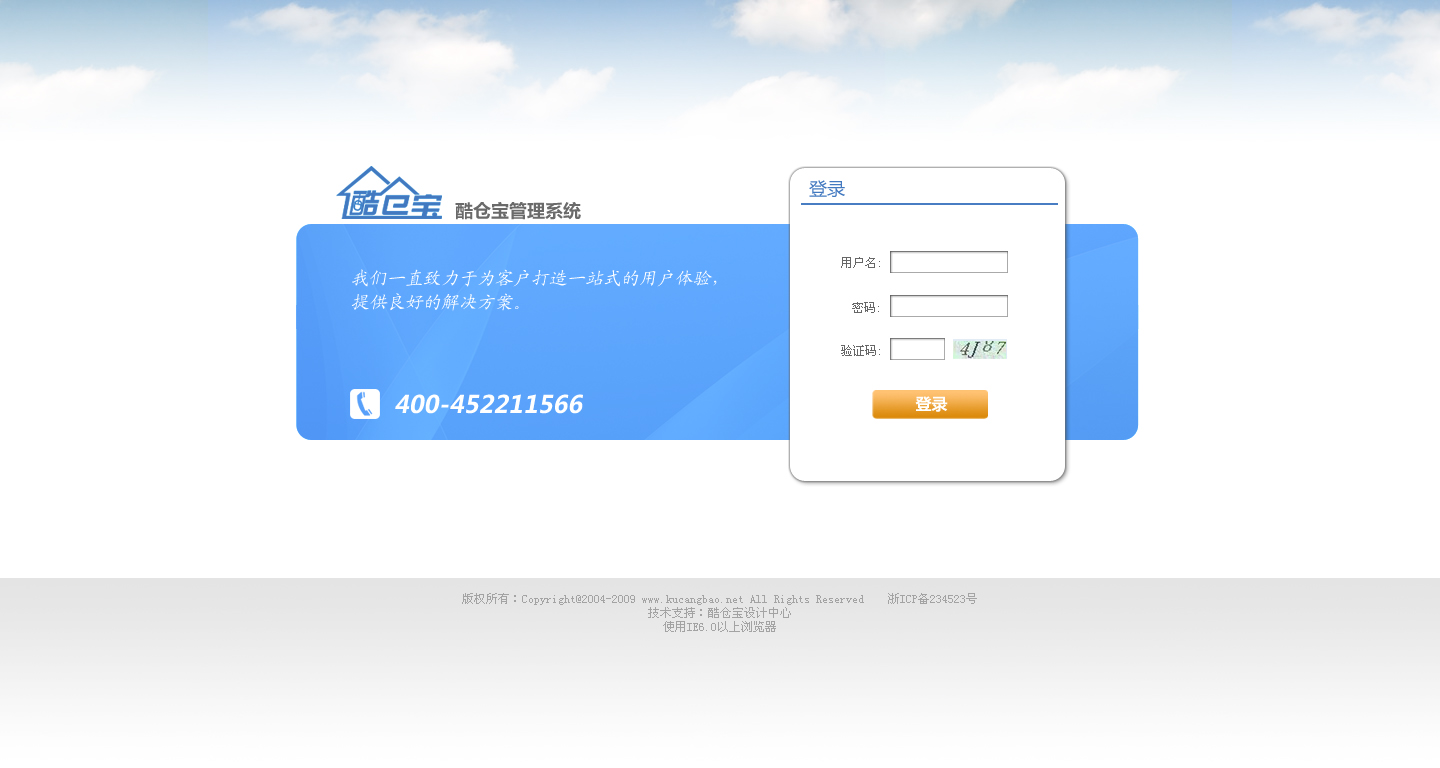 酷仓宝
酷仓宝管理系统
我们一直致力于为客户打造一站式的用户体验，
提供良好的解决方案。
400-452211566
登录
用户名:
密码:
验证码:
4J87
登录
版权所有：Copyright@2004-2009 www.kucangbao.net All Rights Reserved 浙ICP备234523号
技术支持：酷仓宝设计中心
使用IE6.0以上浏览器